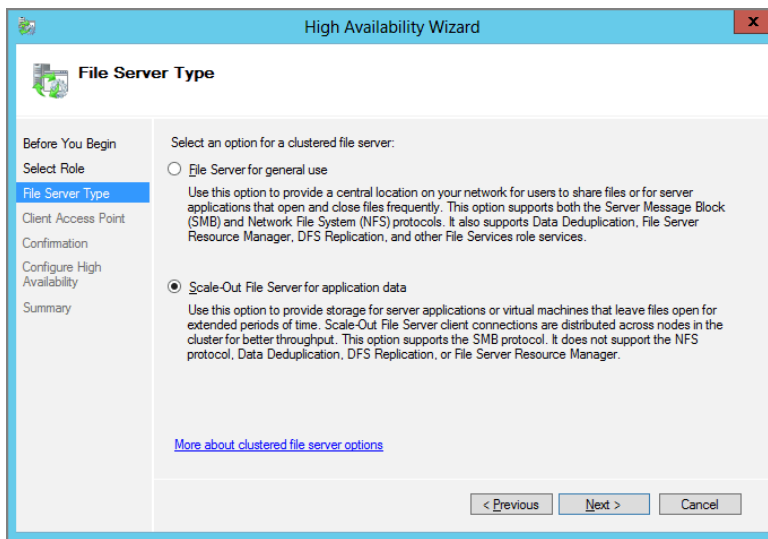 High Availability Wizard
x
File Server Type
Before You Begin
Select Role
File Server Type
Client Access Point
Confirmation
Configure High
Availability
Summary
Select an option for a clustered file server:
File Server for general use
Use this option to provide a central location on your network for users to share files or for server
applications that open and close files frequently. This option supports both the Server Message Block
(SMB) and Network File System (NFS) protocols. It also supports Data Deduplication, File Server
Resource Manager, DFS Replication, and other File Services role services.
Scale-Out File Server for application data
Use this option to provide storage for server applications or virtual machines that leave files open for
extended periods of time. Scale-Out File Server client connections are distributed across nodes in the
cluster for better throughput. This option supports the SMB protocol. It does not support the NFS
protocol, Data Deduplication, DFS Replication, or File Server Resource Manager.
More about clustered file server options
< Previous
Next >
Cancel